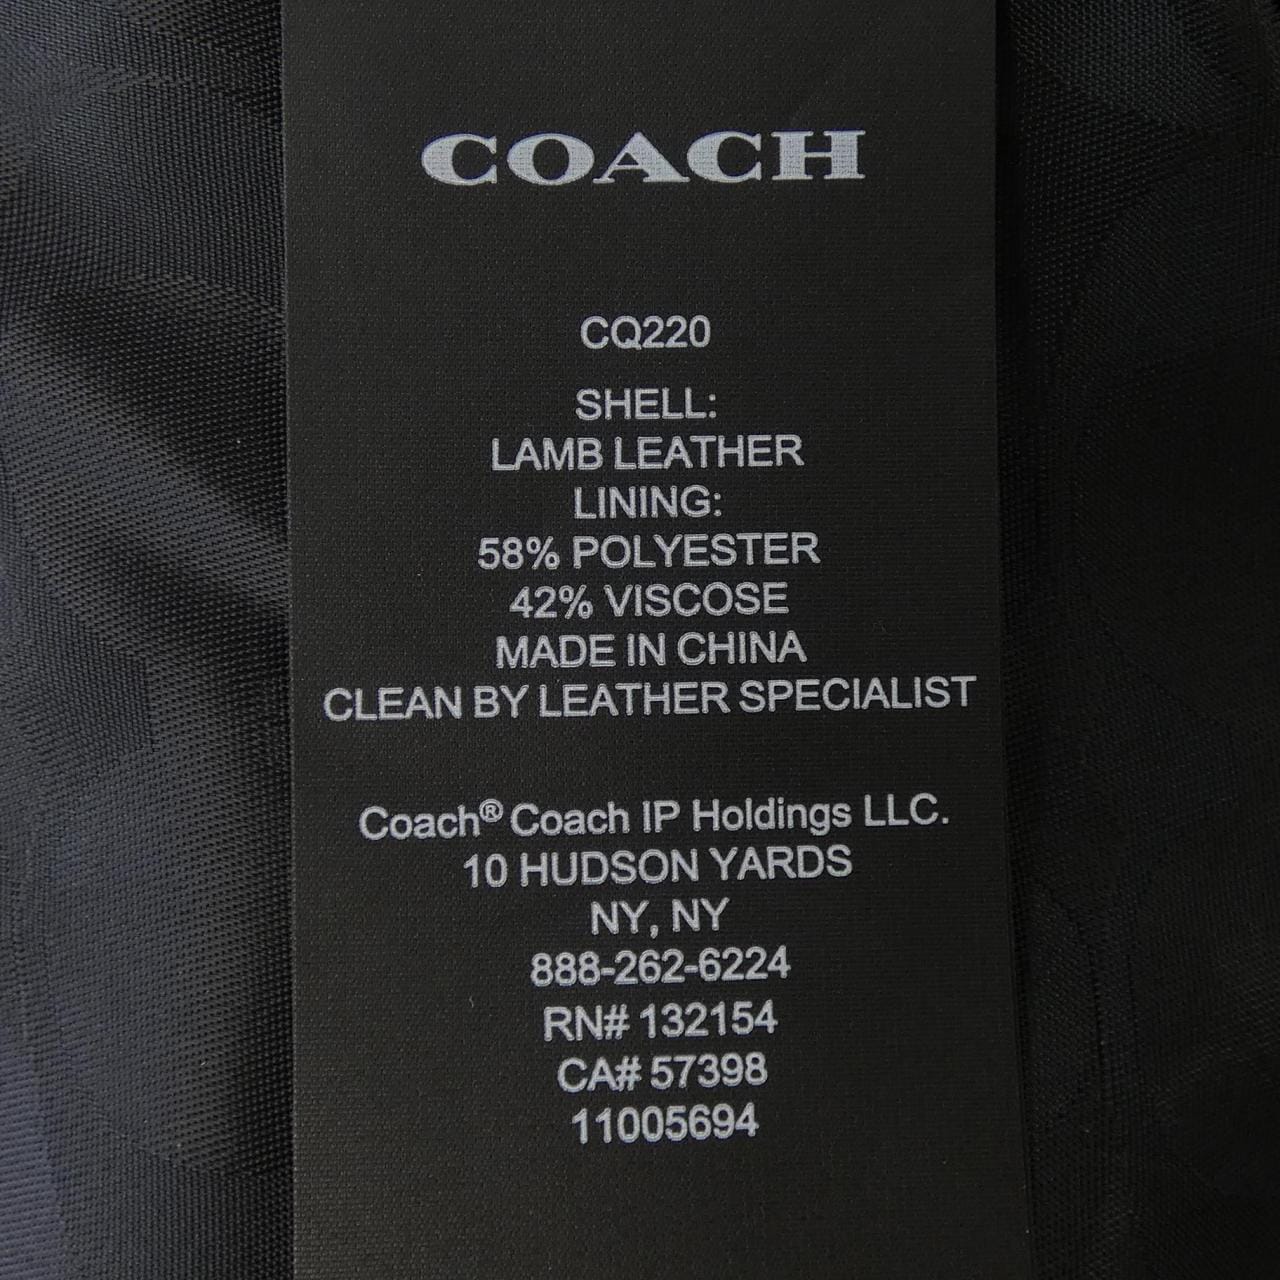 COACH
CQ220
SHELL:
LAMB LEATHER
LINING:
58% POLYESTER
42% VISCOSE
MADE IN CHINA
CLEAN BY LEATHER SPECIALIST
Coach® Coach IP Holdings LLC.
10 HUDSON YARDS
NY, NY
888-262-6224
RN# 132154
CA# 57398
11005694